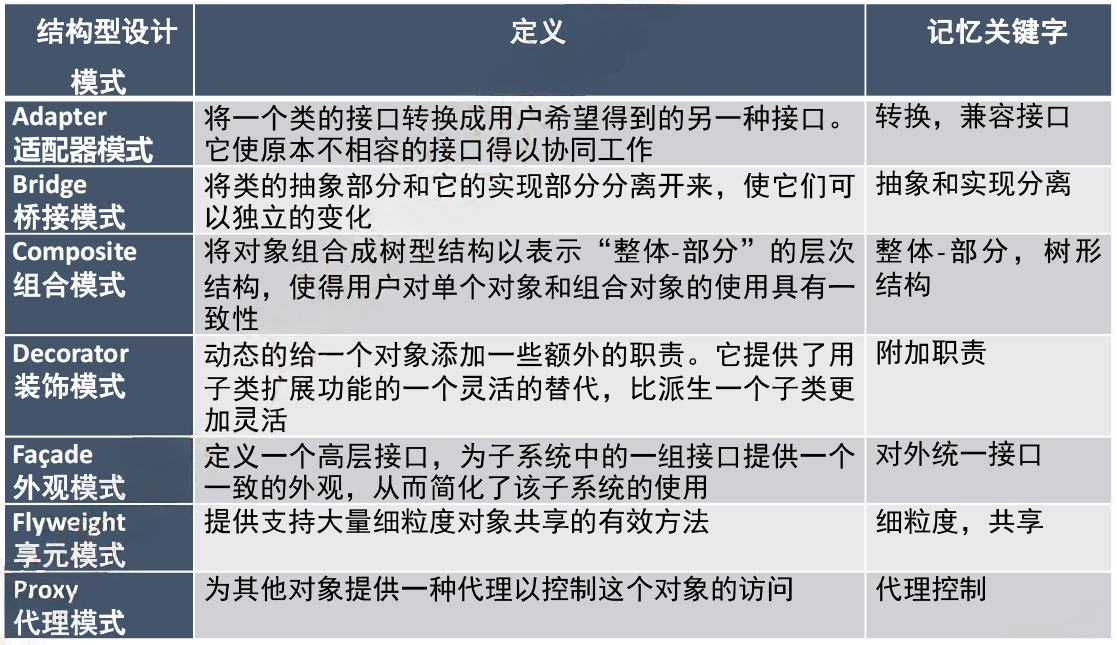 结构型设计
模式
定义
记忆关键字
Adapter
适配器模式
将一个类的接口转换成用户希望得到的另一种接口。
它使原本不相容的接口得以协同工作
转换，兼容接口
Bridge
桥接模式
将类的抽象部分和它的实现部分分离开来，使它们可
以独立的变化
抽象和实现分离
Composite
组合模式
将对象组合成树型结构以表示“整体-部分”的层次
结构，使得用户对单个对象和组合对象的使用具有一
致性
整体-部分，树形
结构
Decorator
装饰模式
动态的给一个对象添加一些额外的职责。它提供了用
子类扩展功能的一个灵活的替代，比派生一个子类更
加灵活
附加职责
Façade
外观模式
定义一个高层接口，为子系统中的一组接口提供一个
一致的外观，从而简化了该子系统的使用
对外统一接口
Flyweight
享元模式
提供支持大量细粒度对象共享的有效方法
细粒度，共享
Proxy
代理模式
为其他对象提供一种代理以控制这个对象的访问
代理控制